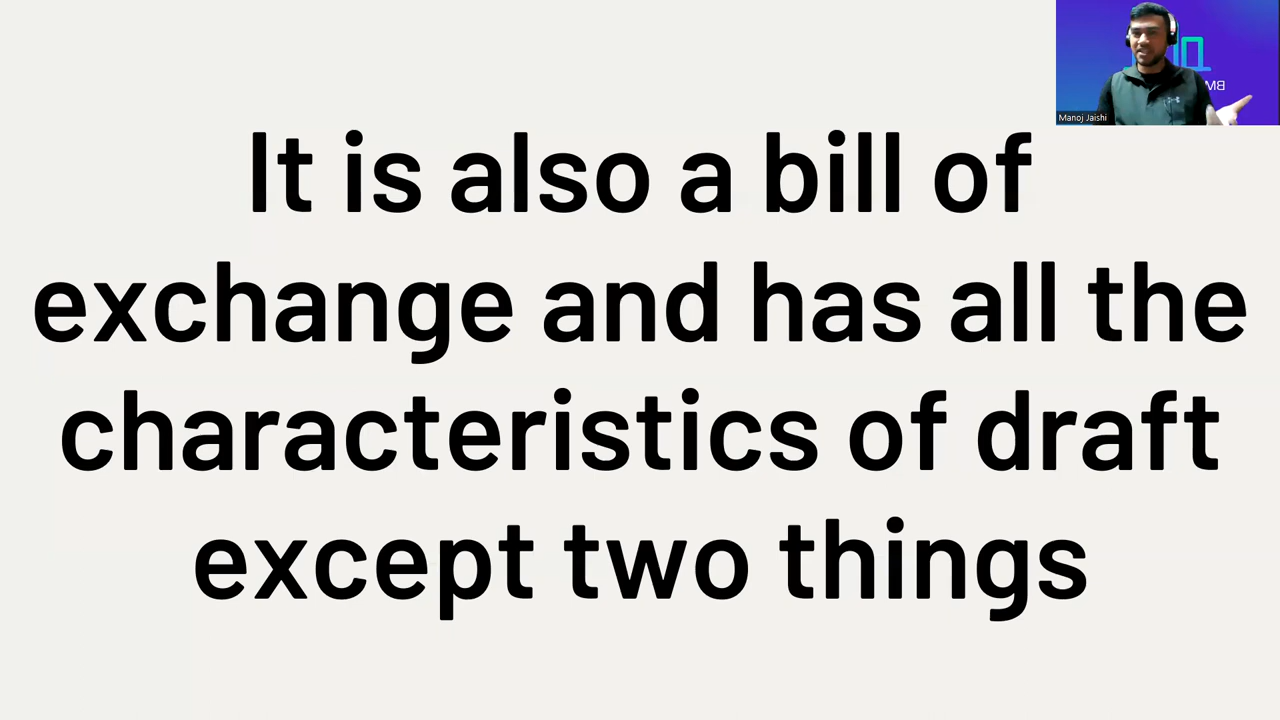 Manoj Jaishi
It is also a bill of
exchange and has all the
characteristics of draft
except two things